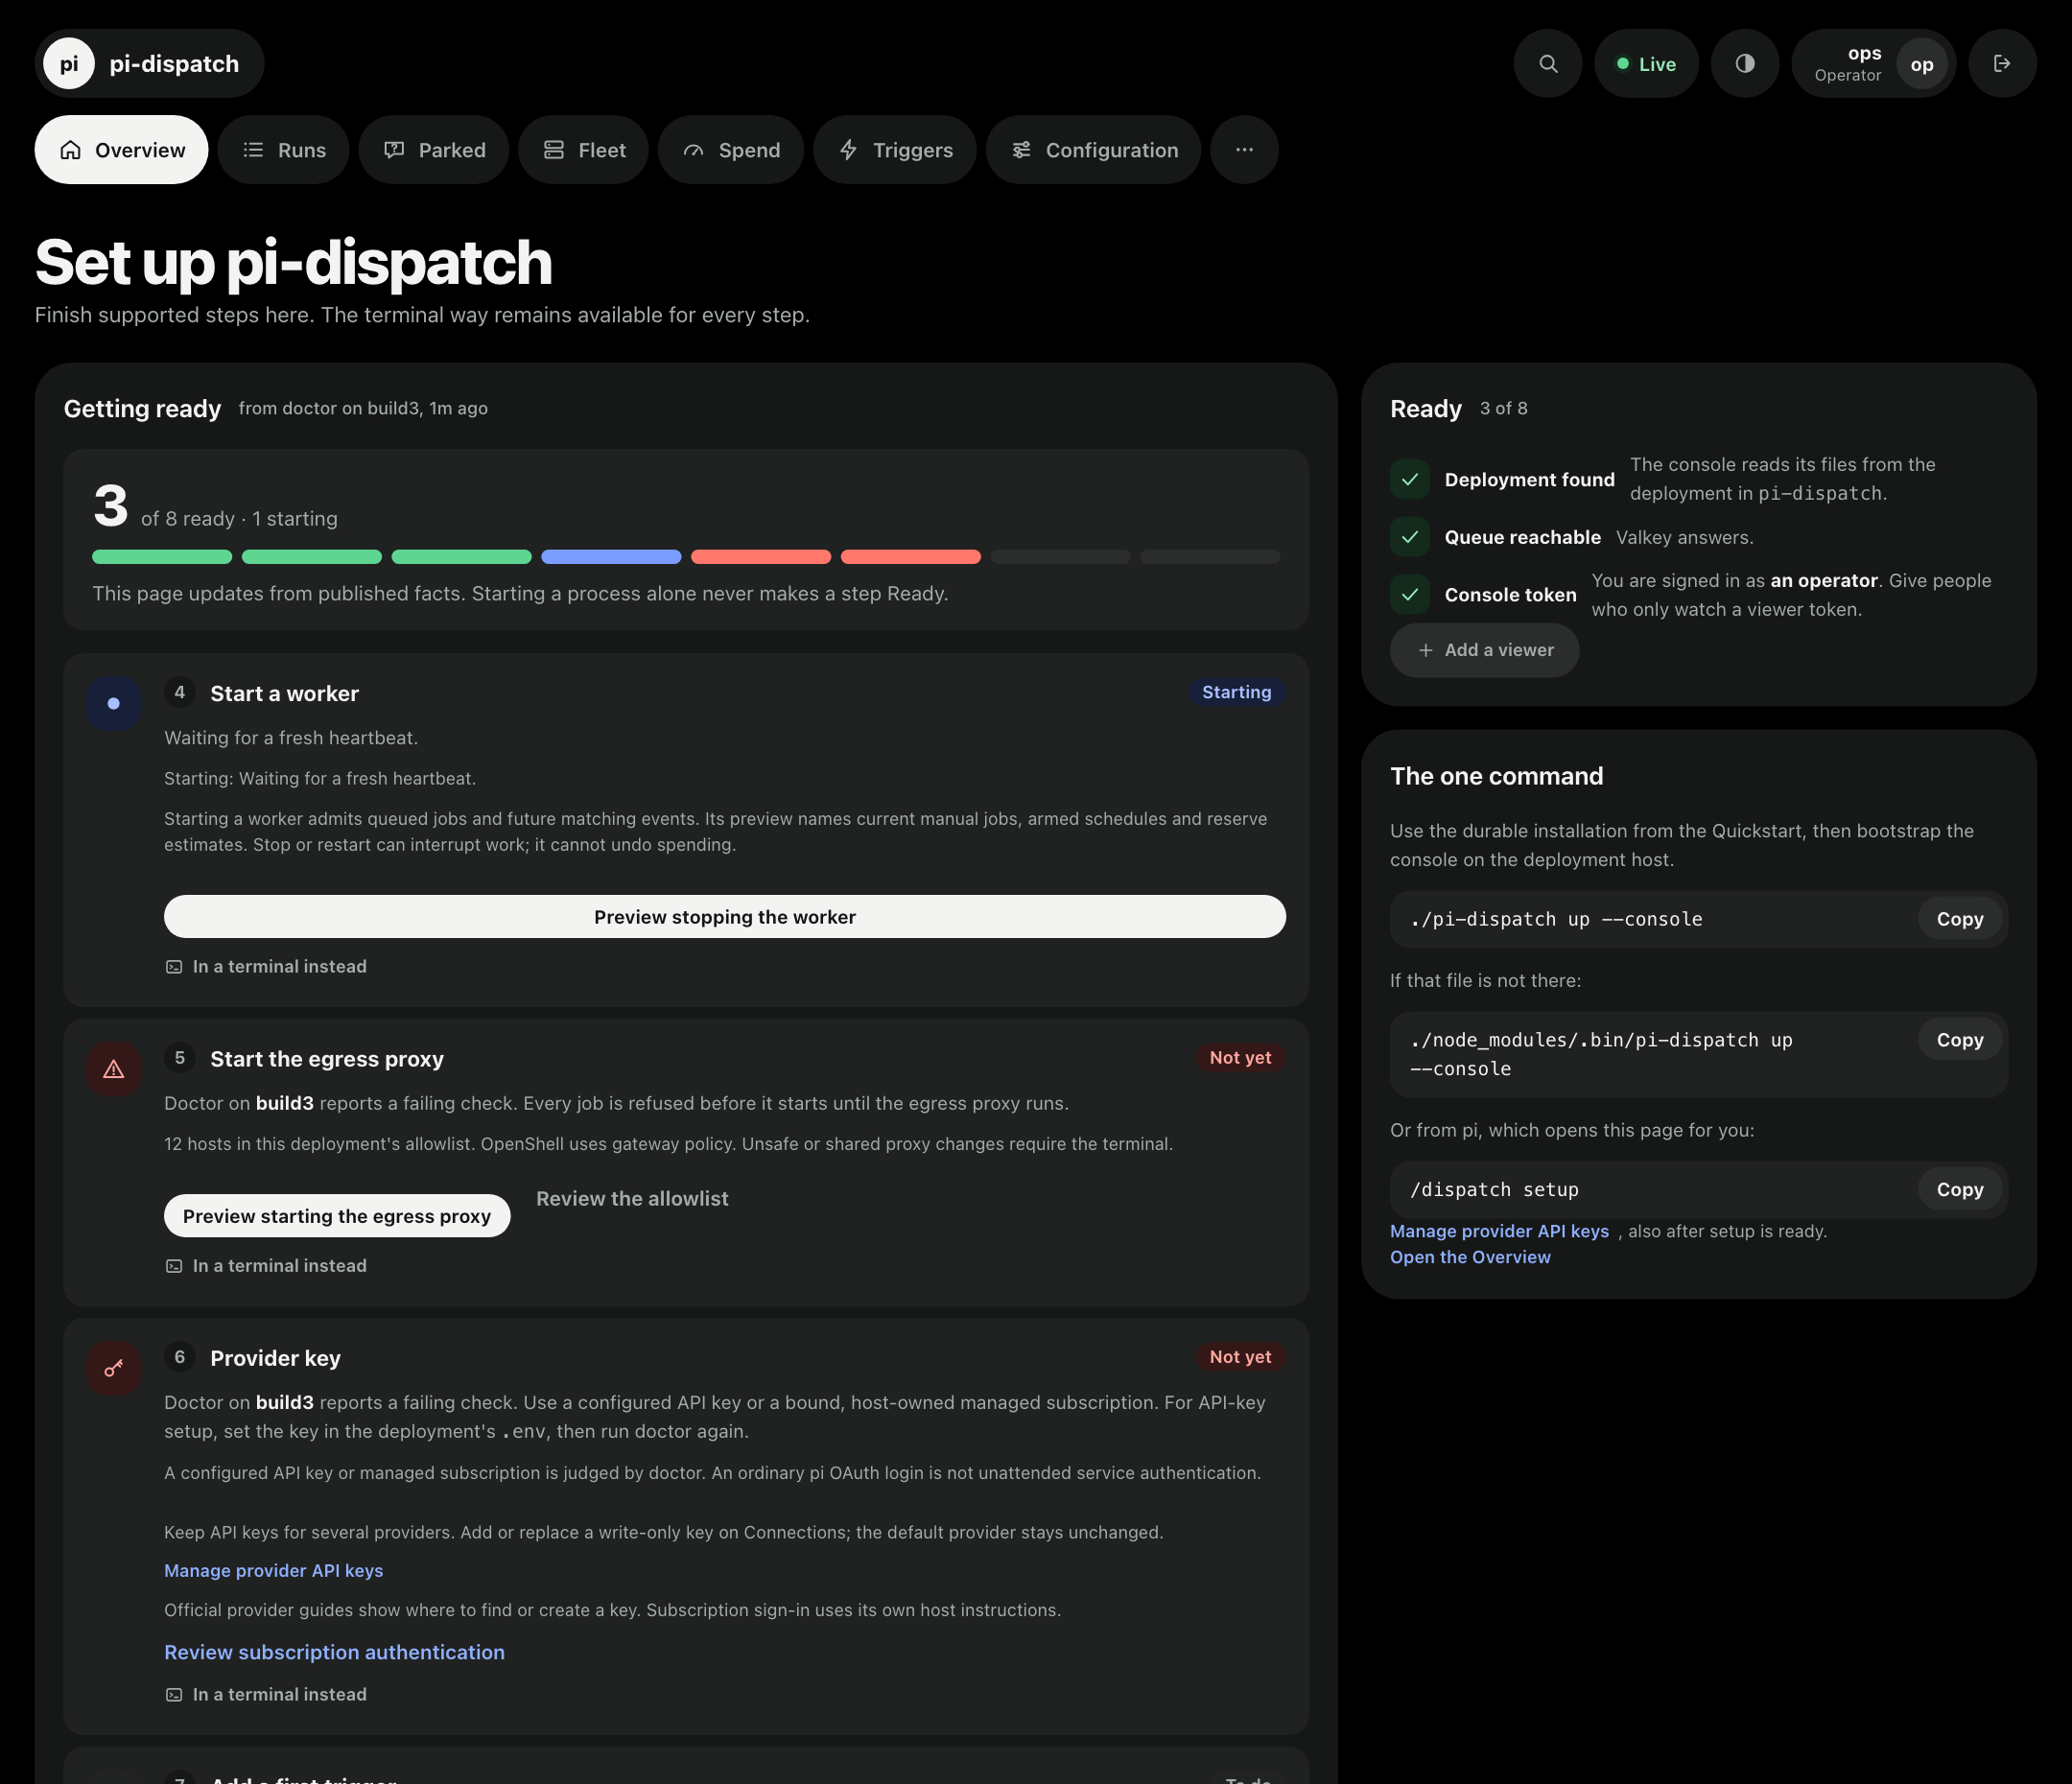 pi pi-dispatch
Live
ops
Operator
op
Overview Runs Parked Fleet Spend Triggers Configuration ...
Set up pi-dispatch
Finish supported steps here. The terminal way remains available for every step.
Getting ready from doctor on build3, 1m ago
3 of 8 ready · 1 starting
This page updates from published facts. Starting a process alone never makes a step Ready.
4 Start a worker Starting
Waiting for a fresh heartbeat.
Starting: Waiting for a fresh heartbeat.
Starting a worker admits queued jobs and future matching events. Its preview names current manual jobs, armed schedules and reserve
estimates. Stop or restart can interrupt work; it cannot undo spending.
Preview stopping the worker
In a terminal instead
5 Start the egress proxy Not yet
Doctor on build3 reports a failing check. Every job is refused before it starts until the egress proxy runs.
12 hosts in this deployment's allowlist. OpenShell uses gateway policy. Unsafe or shared proxy changes require the terminal.
Preview starting the egress proxy Review the allowlist
In a terminal instead
6 Provider key Not yet
Doctor on build3 reports a failing check. Use a configured API key or a bound, host-owned managed subscription. For API-key
setup, set the key in the deployment's .env, then run doctor again.
A configured API key or managed subscription is judged by doctor. An ordinary pi OAuth login is not unattended service authentication.
Keep API keys for several providers. Add or replace a write-only key on Connections; the default provider stays unchanged.
Manage provider API keys
Official provider guides show where to find or create a key. Subscription sign-in uses its own host instructions.
Review subscription authentication
In a terminal instead
7 Add a first trigger To do
Ready 3 of 8
Deployment found The console reads its files from the
deployment in pi-dispatch.
Queue reachable Valkey answers.
Console token You are signed in as an operator. Give people
who only watch a viewer token.
+ Add a viewer
The one command
Use the durable installation from the Quickstart, then bootstrap the
console on the deployment host.
./pi-dispatch up --console Copy
If that file is not there:
./node_modules/.bin/pi-dispatch up Copy
--console
Or from pi, which opens this page for you:
/dispatch setup Copy
Manage provider API keys , also after setup is ready.
Open the Overview